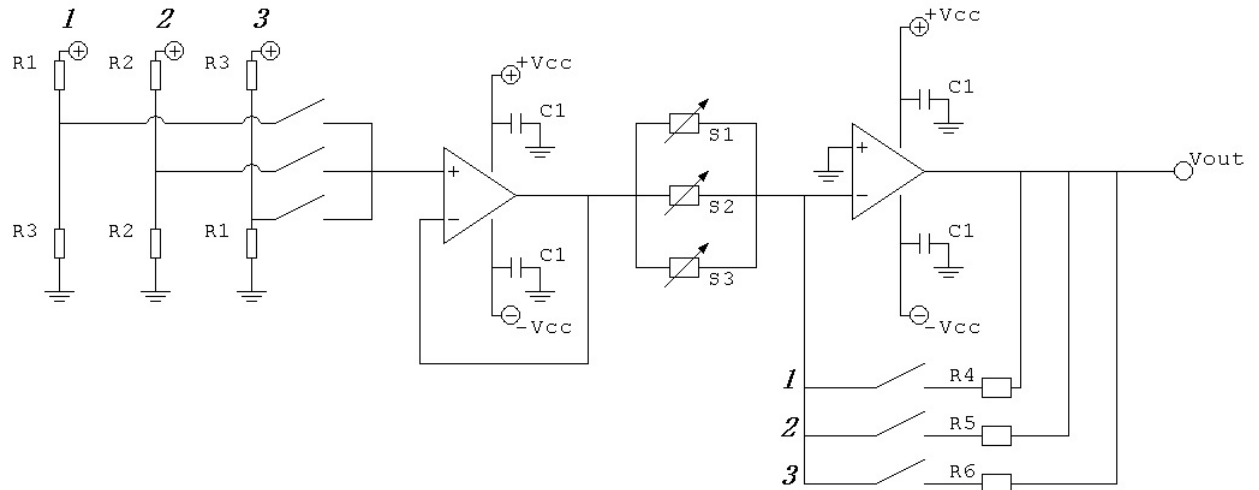 1 2 3
R1 R2 R3
+Vcc
C1
R3 R2 R1
C1
-Vcc
S1
S2
S3
+Vcc
C1
Vout
C1
-Vcc
1 R4
2 R5
3 R6